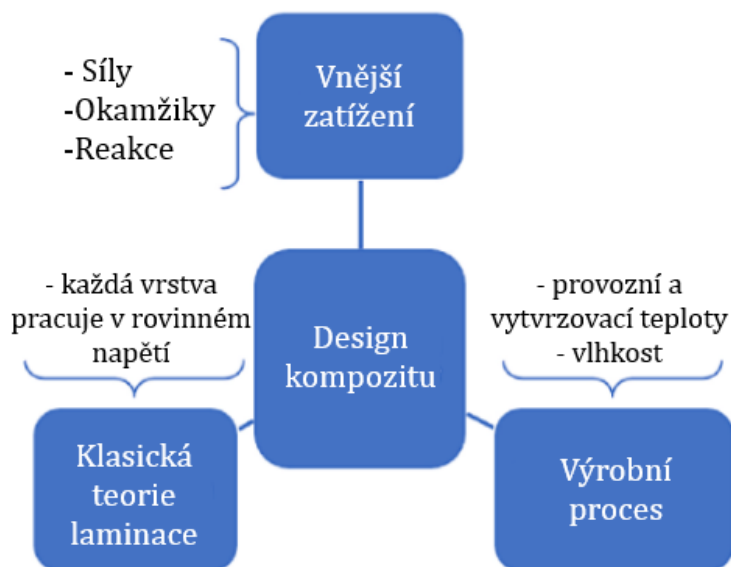 - Síly
-Okamžiky
-Reakce
Vnější
zatížení
- každá vrstva
pracuje v rovinném
napětí
Design
kompozitu
- provozní a
vytvrzovací teploty
- vlhkost
Klasická
teorie
laminace
Výrobní
proces